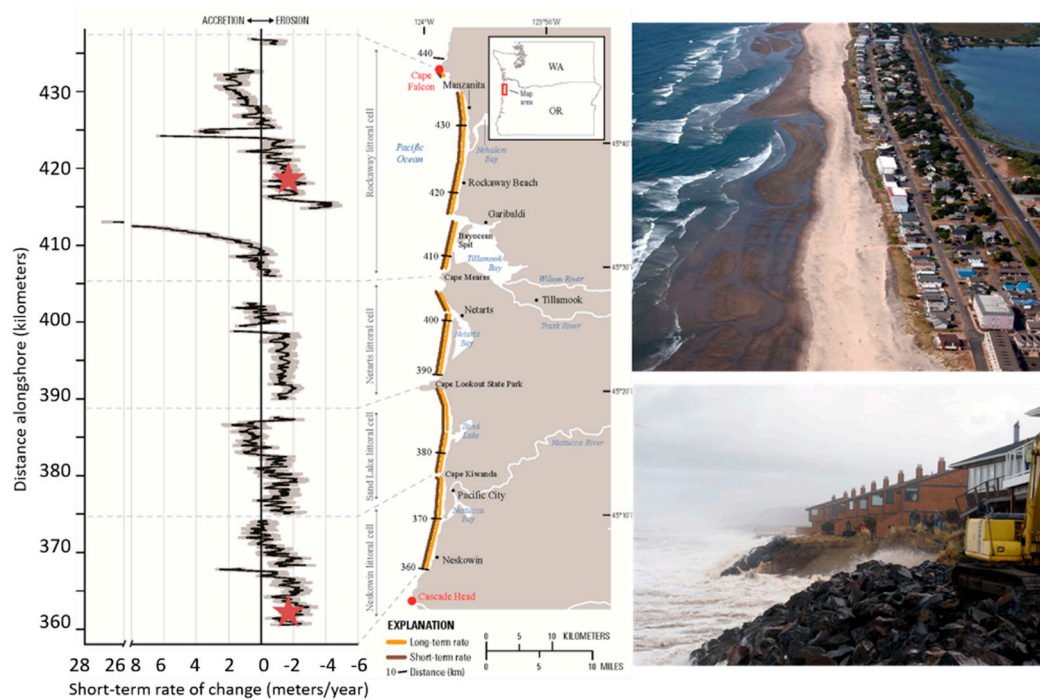 ACCRETION
EROSION
Distance alongshore (kilometers)
430
420
410
400
390
380
370
360
28
26
8
6
4
2
0
-2
-4
-6
Short-term rate of change (meters/year)
Rockaway littoral cell
Netarts littoral cell
Sand Lake littoral cell
Neskowin littoral cell
124°W
123°50'W
440
Cape
Falcon
Manzanita
430
Pacific
Ocean
Nehalem
Bay
420
Rockaway Beach
Garibaldi
Bayocean
Spit
410
Tillamook
Bay
Cape Meares
Wilson River
Tillamook
Trask River
400
Netarts
Netarts
Bay
390
Cape Lookout State Park
Sand
Lake
380
Nestucca River
Cape Kiwanda
Pacific City
Nestucca
Bay
370
Neskowin
360
Cascade Head
45°40'
45°30'
45°20'
45°10'
WA
Map
area
OR
EXPLANATION
Long-term rate
Short-term rate
10 Distance (km)
0 5 10 KILOMETERS
0 5 10 MILES